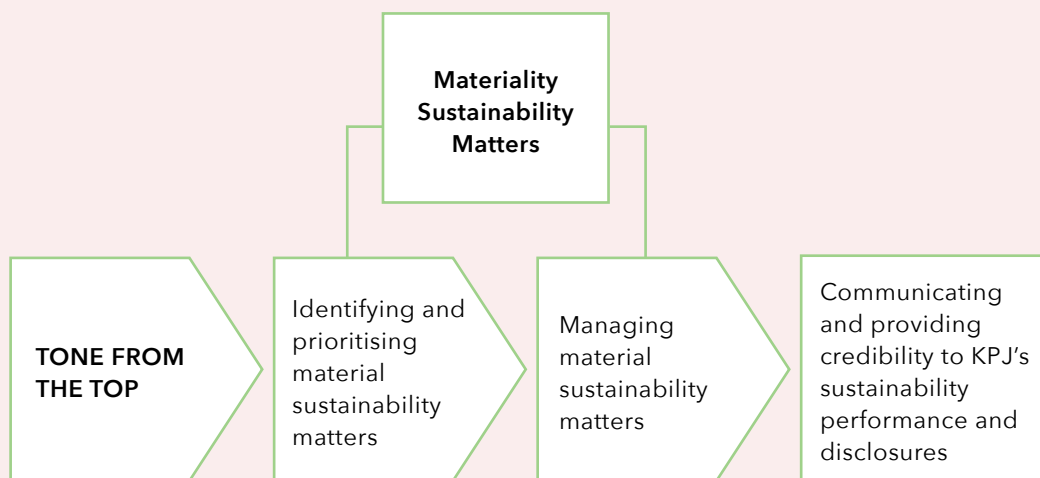 Materiality
Sustainability
Matters
TONE FROM
THE TOP
Identifying and
prioritising
material
sustainability
matters
Managing
material
sustainability
matters
Communicating
and providing
credibility to KPJ’s
sustainability
performance and
disclosures